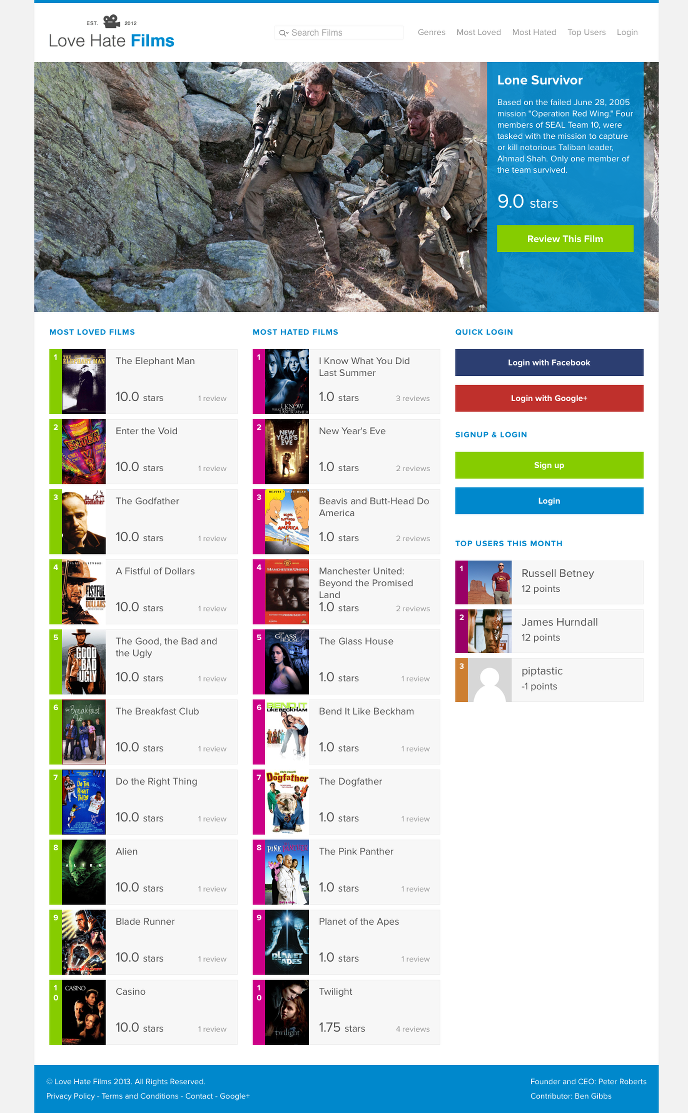 EST. 2012
Love Hate Films
Search Films
Genres Most Loved Most Hated Top Users Login
Lone Survivor
Based on the failed June 28, 2005
mission "Operation Red Wing." Four
members of SEAL Team 10, were
tasked with the mission to capture
or kill notorious Taliban leader,
Ahmad Shah. Only one member of
the team survived.
9.0 stars
Review This Film
MOST LOVED FILMS
1
The Elephant Man
10.0 stars 1 review
2
Enter the Void
10.0 stars 1 review
3
The Godfather
10.0 stars 1 review
4
A Fistful of Dollars
10.0 stars 1 review
5
The Good, the Bad and
the Ugly
GOOD
BAD
UGLY
10.0 stars 1 review
6
The Breakfast Club
10.0 stars 1 review
7
Do the Right Thing
10.0 stars 1 review
8
Alien
ALIEN
10.0 stars 1 review
9
Blade Runner
10.0 stars 1 review
10
Casino
CASINO
10.0 stars 1 review
MOST HATED FILMS
1
I Know What You Did
Last Summer
1.0 stars 3 reviews
2
New Year's Eve
NEW
YEAR'S
EVE
1.0 stars 2 reviews
3
Beavis and Butt-Head Do
America
1.0 stars 2 reviews
4
Manchester United:
Beyond the Promised
Land
1.0 stars 2 reviews
5
The Glass House
1.0 stars 1 review
6
Bend It Like Beckham
1.0 stars 1 review
7
The Dogfather
Dogfather
1.0 stars 1 review
8
The Pink Panther
1.0 stars 1 review
9
Planet of the Apes
PLANET
APES
1.0 stars 1 review
10
Twilight
twilight
1.75 stars 4 reviews
QUICK LOGIN
Login with Facebook
Login with Google+
SIGNUP & LOGIN
Sign up
Login
TOP USERS THIS MONTH
1
Russell Betney
12 points
2
James Hurndall
12 points
3
piptastic
-1 points
© Love Hate Films 2013. All Rights Reserved.
Privacy Policy - Terms and Conditions - Contact - Google+
Founder and CEO: Peter Roberts
Contributor: Ben Gibbs